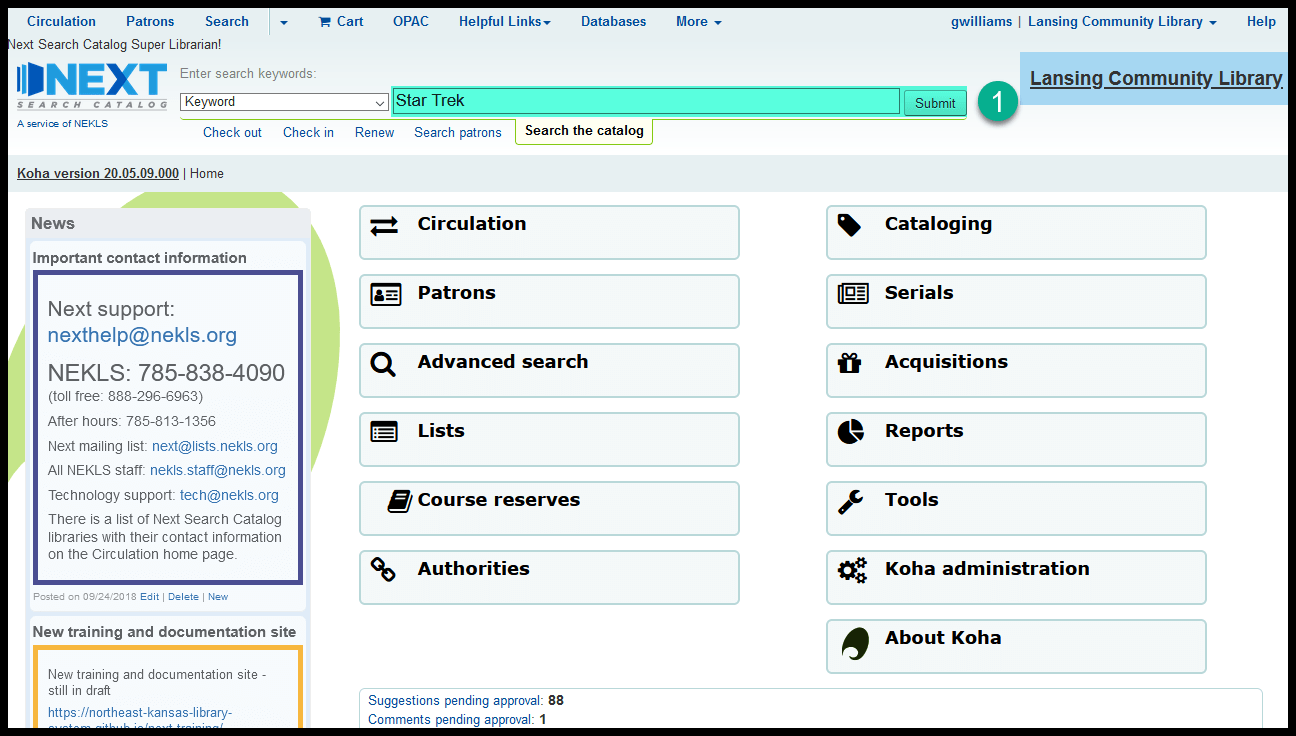 Circulation Patrons Search Cart OPAC Helpful Links Databases More gwilliams | Lansing Community Library Help
Next Search Catalog Super Librarian!
NEXT
SEARCH CATALOG
A service of NEKLS
Enter search keywords:
Keyword Star Trek Submit 1
Lansing Community Library
Check out Check in Renew Search patrons Search the catalog
Koha version 20.05.09.000 | Home
News
Important contact information
Next support:
nexthelp@nekls.org
NEKLS: 785-838-4090
(toll free: 888-296-6963)
After hours: 785-813-1356
Next mailing list: next@lists.nekls.org
All NEKLS staff: nekls.staff@nekls.org
Technology support: tech@nekls.org
There is a list of Next Search Catalog
libraries with their contact information
on the Circulation home page.
Posted on 09/24/2018 Edit | Delete | New
New training and documentation site
New training and documentation site -
still in draft
https://northeast-kansas-library-
system.github.io/next-training/
Circulation
Patrons
Advanced search
Lists
Course reserves
Authorities
Cataloging
Serials
Acquisitions
Reports
Tools
Koha administration
About Koha
Suggestions pending approval: 88
Comments pending approval: 1